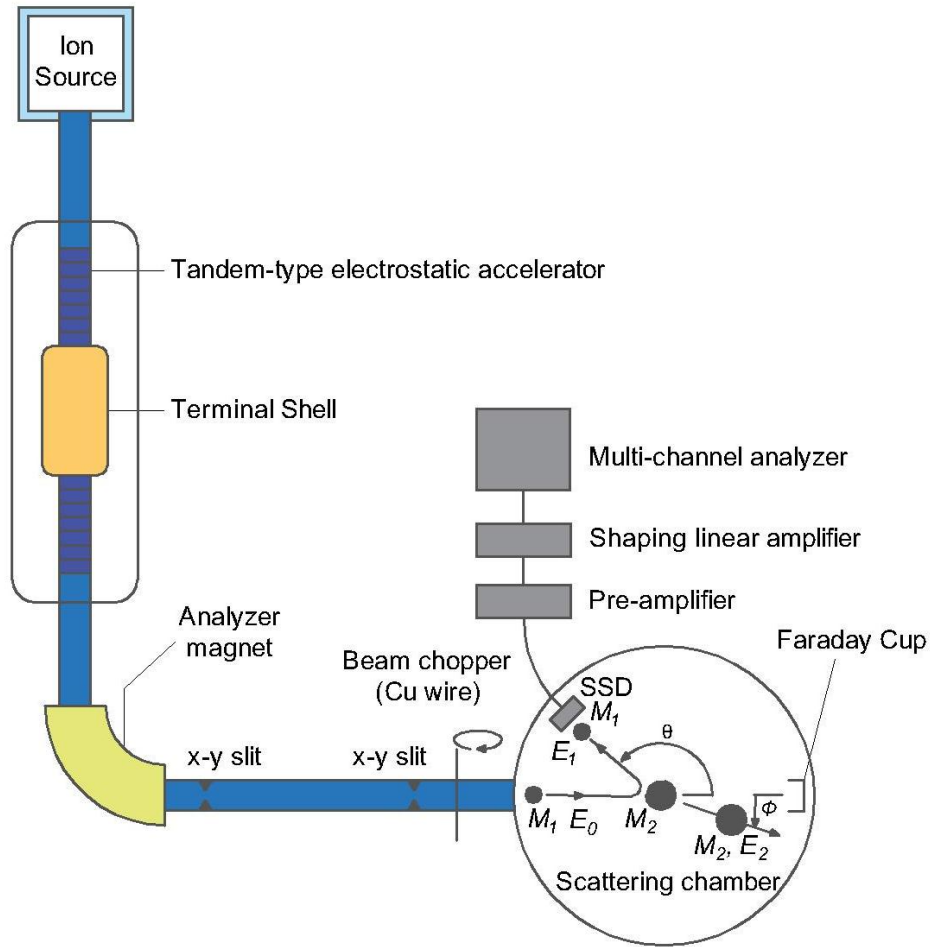 Ion
Source
Tandem-type electrostatic accelerator
Terminal Shell
Multi-channel analyzer
Shaping linear amplifier
Pre-amplifier
Analyzer
magnet
Faraday Cup
Beam chopper
(Cu wire)
SSD
M₁
E₁
θ
x-y slit
x-y slit
M₁ E₀
M₂
ϕ
M₂, E₂
Scattering chamber